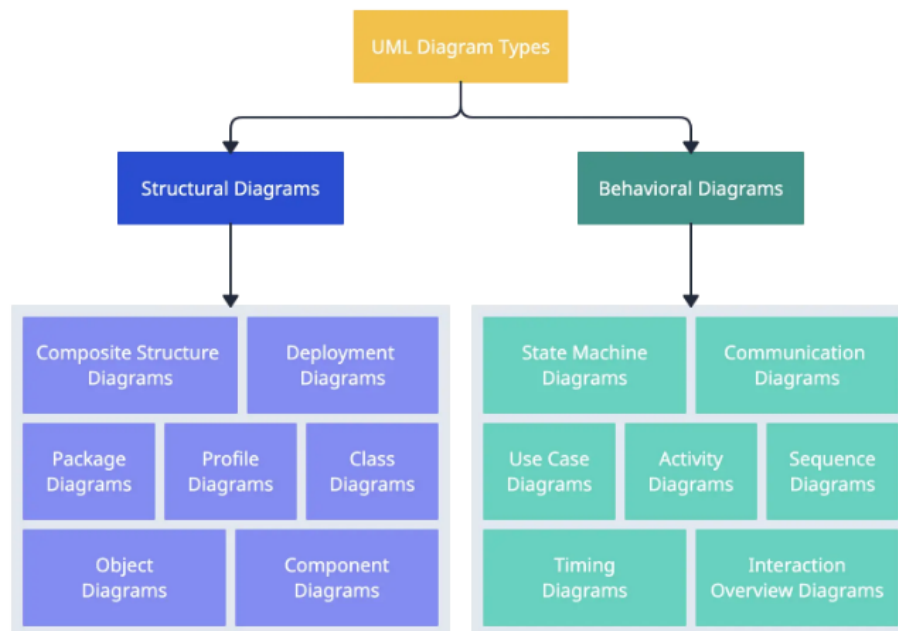 UML Diagram Types
Structural Diagrams
Behavioral Diagrams
Composite Structure
Diagrams
Deployment
Diagrams
Package
Diagrams
Profile
Diagrams
Class
Diagrams
Object
Diagrams
Component
Diagrams
State Machine
Diagrams
Communication
Diagrams
Use Case
Diagrams
Activity
Diagrams
Sequence
Diagrams
Timing
Diagrams
Interaction
Overview Diagrams